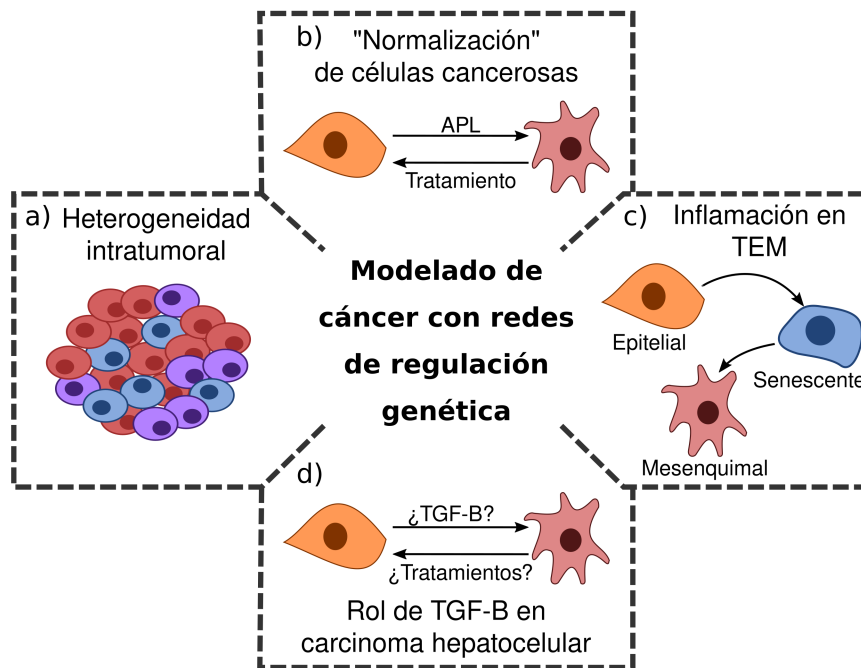 b)
"Normalización"
de células cancerosas
APL
Tratamiento
a)
Heterogeneidad
intratumoral
Modelado de
cáncer con redes
de regulación
genética
c)
Inflamación en
TEM
Epitelial
Senescente
Mesenquimal
d)
¿TGF-B?
¿Tratamientos?
Rol de TGF-B en
carcinoma hepatocelular